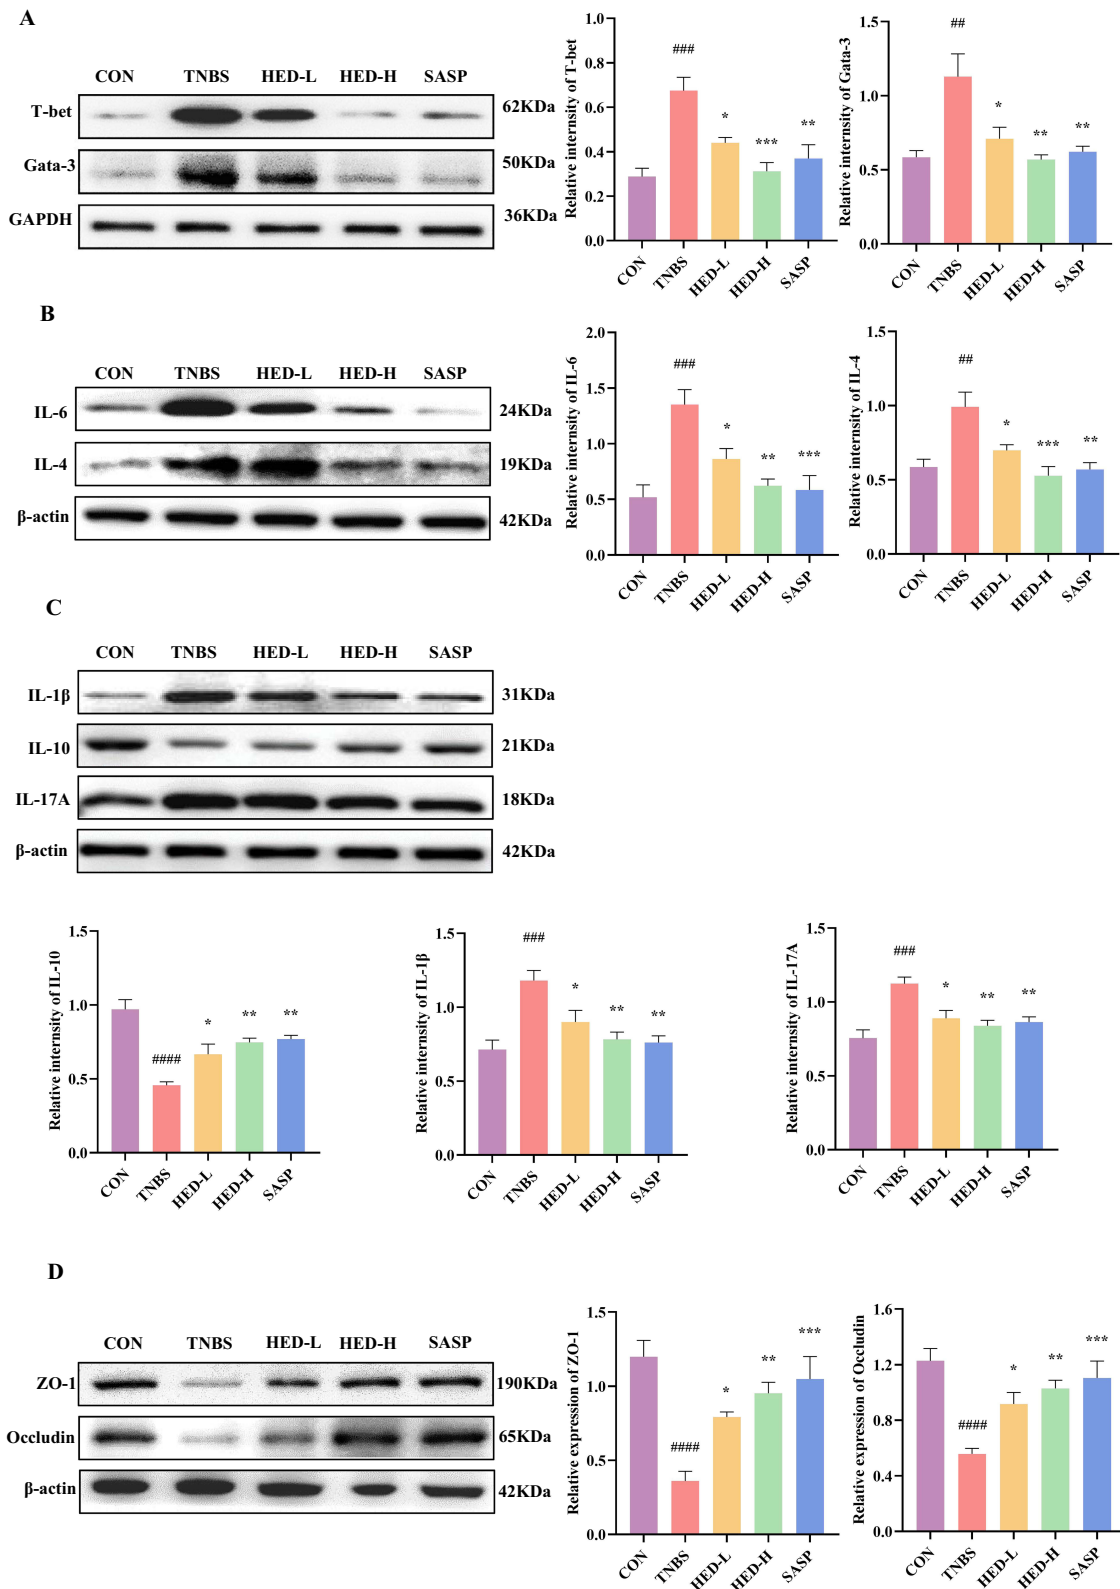 A
CON TNBS HED-L HED-H SASP
T-bet 62KDa
Gata-3 50KDa
GAPDH 36KDa
Relative internsity of T-bet
1.0
0.8
0.6
0.4
0.2
0.0
###
*
***
**
CON TNBS HED-L HED-H SASP
Relative internsity of Gata-3
1.5
1.0
0.5
0.0
##
*
**
**
CON TNBS HED-L HED-H SASP
B
CON TNBS HED-L HED-H SASP
IL-6 24KDa
IL-4 19KDa
β-actin 42KDa
Relative interinsity of IL-6
2.0
1.5
1.0
0.5
0.0
###
*
**
***
CON TNBS HED-L HED-H SASP
Relative interinsity of IL-4
1.5
1.0
0.5
0.0
##
*
***
**
CON TNBS HED-L HED-H SASP
C
CON TNBS HED-L HED-H SASP
IL-1β 31KDa
IL-10 21KDa
IL-17A 18KDa
β-actin 42KDa
Relative internsity of IL-10
1.5
1.0
0.5
0.0
####
*
**
**
CON TNBS HED-L HED-H SASP
Relative internsity of IL-1β
1.5
1.0
0.5
0.0
###
*
**
**
CON TNBS HED-L HED-H SASP
Relative internsity of IL-17A
1.5
1.0
0.5
0.0
###
*
**
**
CON TNBS HED-L HED-H SASP
D
CON TNBS HED-L HED-H SASP
ZO-1 190KDa
Occludin 65KDa
β-actin 42KDa
Relative expression of ZO-1
1.5
1.0
0.5
0.0
####
*
**
***
CON TNBS HED-L HED-H SASP
Relative expression of Occludin
1.6
1.2
0.8
0.4
0.0
####
*
**
***
CON TNBS HED-L HED-H SASP